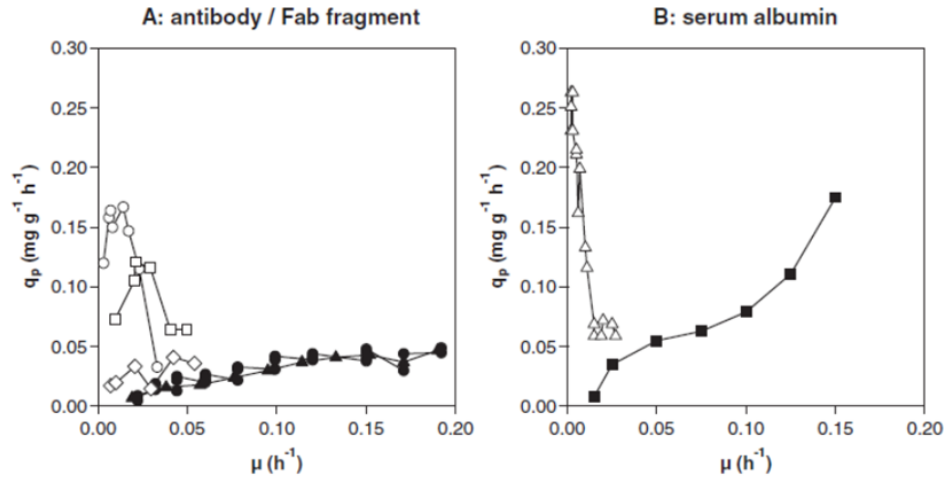 A: antibody / Fab fragment
0.30
0.25
0.20
0.15
0.10
0.05
0.00
qp (mg g-1 h-1)
0.00 0.05 0.10 0.15 0.20
µ (h-1)
B: serum albumin
0.30
0.25
0.20
0.15
0.10
0.05
0.00
qp (mg g-1 h-1)
0.00 0.05 0.10 0.15 0.20
µ (h-1)